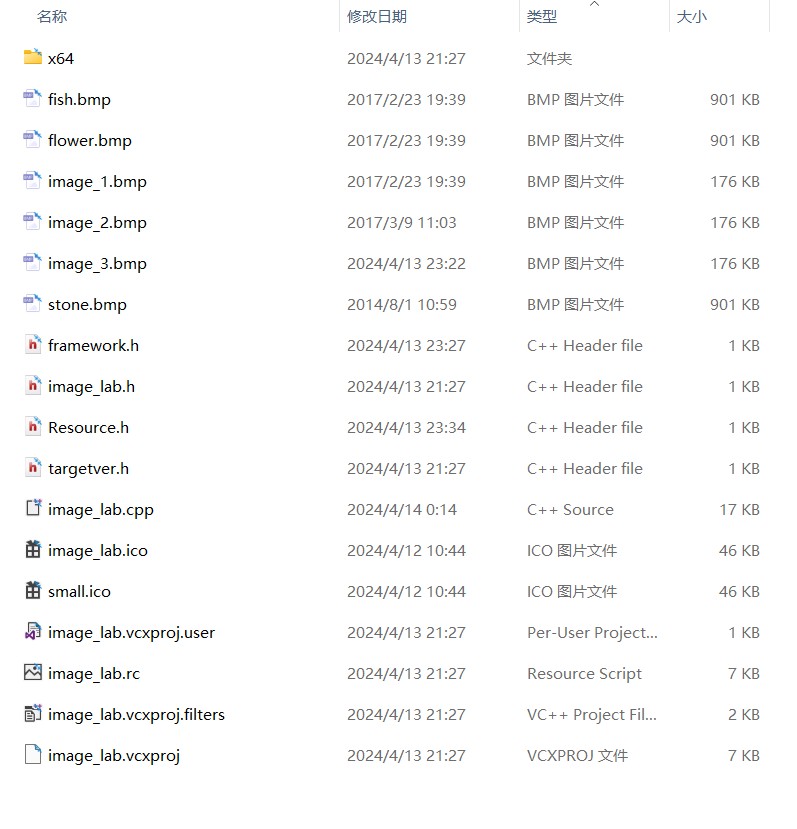 名称 修改日期 类型 大小
x64 2024/4/13 21:27 文件夹
fish.bmp 2017/2/23 19:39 BMP 图片文件 901 KB
flower.bmp 2017/2/23 19:39 BMP 图片文件 901 KB
image_1.bmp 2017/2/23 19:39 BMP 图片文件 176 KB
image_2.bmp 2017/3/9 11:03 BMP 图片文件 176 KB
image_3.bmp 2024/4/13 23:22 BMP 图片文件 176 KB
stone.bmp 2014/8/1 10:59 BMP 图片文件 901 KB
framework.h 2024/4/13 23:27 C++ Header file 1 KB
image_lab.h 2024/4/13 21:27 C++ Header file 1 KB
Resource.h 2024/4/13 23:34 C++ Header file 1 KB
targetver.h 2024/4/13 21:27 C++ Header file 1 KB
image_lab.cpp 2024/4/14 0:14 C++ Source 17 KB
image_lab.ico 2024/4/12 10:44 ICO 图片文件 46 KB
small.ico 2024/4/12 10:44 ICO 图片文件 46 KB
image_lab.vcxproj.user 2024/4/13 21:27 Per-User Project... 1 KB
image_lab.rc 2024/4/13 21:27 Resource Script 7 KB
image_lab.vcxproj.filters 2024/4/13 21:27 VC++ Project Fil... 2 KB
image_lab.vcxproj 2024/4/13 21:27 VCXPROJ 文件 7 KB